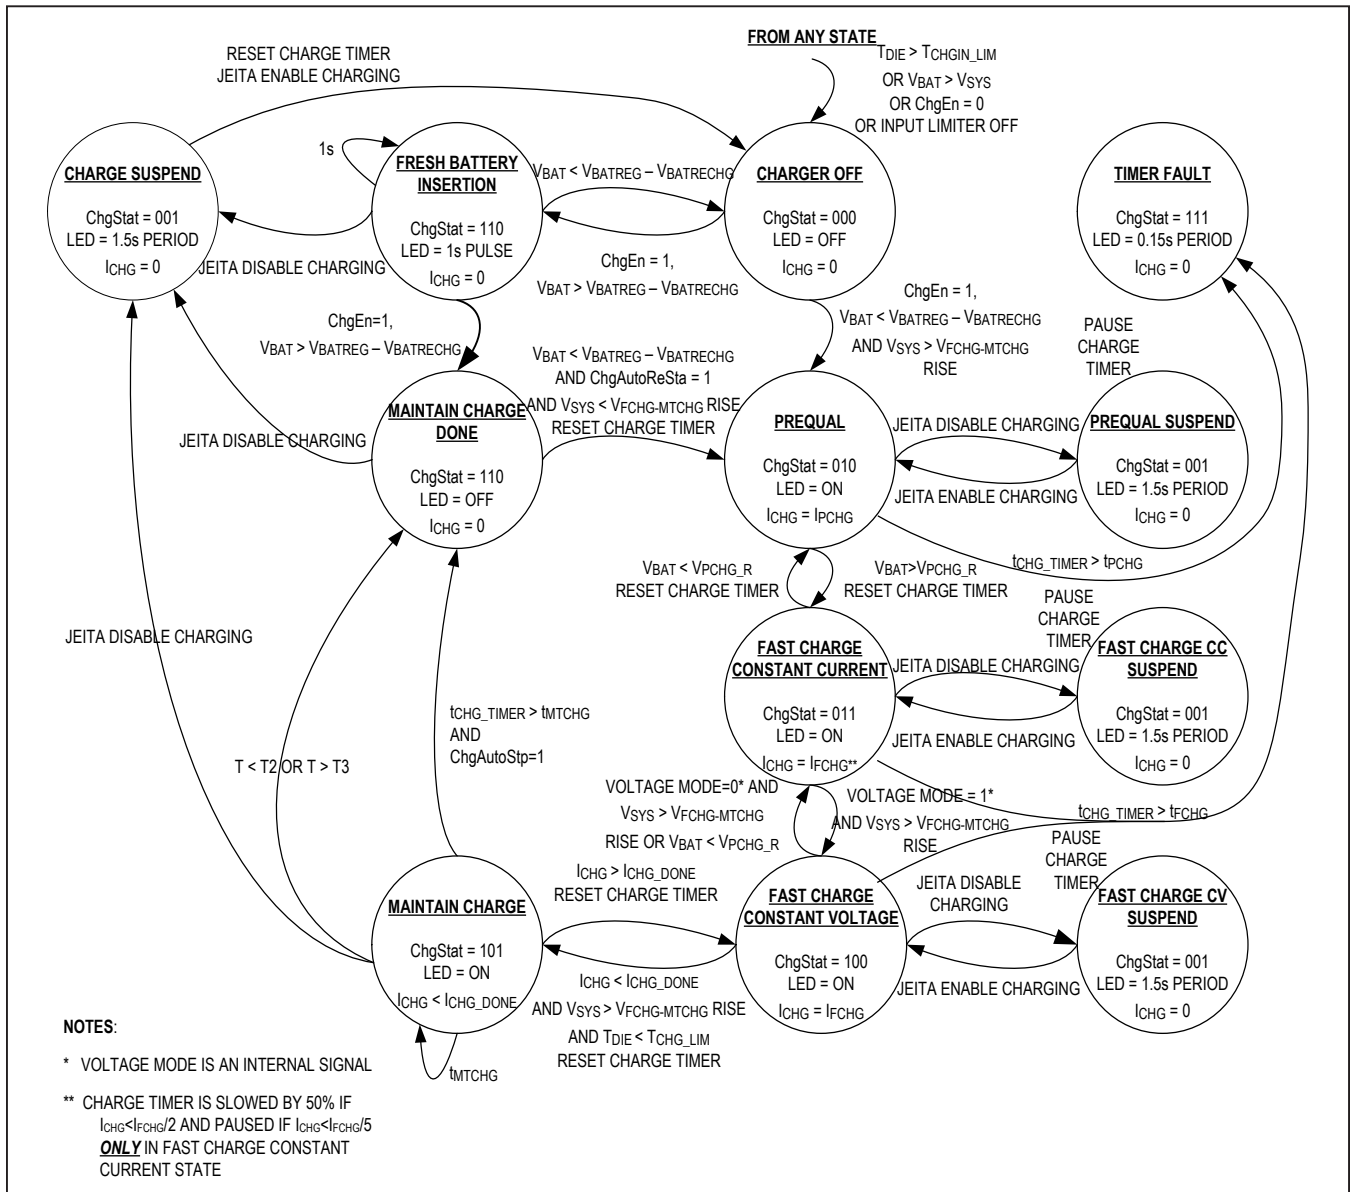 FROM ANY STATE
TDIE > TCHGIN_LIM
OR VBAT > VSYS
OR ChgEn = 0
OR INPUT LIMITER OFF
RESET CHARGE TIMER
JEITA ENABLE CHARGING
CHARGE SUSPEND
ChgStat = 001
LED = 1.5s PERIOD
ICHG = 0
1s
FRESH BATTERY
INSERTION
ChgStat = 110
LED = 1s PULSE
ICHG = 0
VBAT < VBATREG – VBATRECHG
CHARGER OFF
ChgStat = 000
LED = OFF
ICHG = 0
TIMER FAULT
ChgStat = 111
LED = 0.15s PERIOD
ICHG = 0
JEITA DISABLE CHARGING
ChgEn = 1,
VBAT > VBATREG – VBATRECHG
ChgEn=1,
VBAT > VBATREG – VBATRECHG
ChgEn = 1,
VBAT < VBATREG – VBATRECHG
AND VSYS > VFCHG-MTCHG
RISE
PAUSE
CHARGE
TIMER
VBAT < VBATREG – VBATRECHG
AND ChgAutoReSta = 1
AND VSYS < VFCHG-MTCHG RISE
RESET CHARGE TIMER
JEITA DISABLE CHARGING
MAINTAIN CHARGE
DONE
ChgStat = 110
LED = OFF
ICHG = 0
PREQUAL
ChgStat = 010
LED = ON
ICHG = IPCHG
JEITA DISABLE CHARGING
JEITA ENABLE CHARGING
PREQUAL SUSPEND
ChgStat = 001
LED = 1.5s PERIOD
ICHG = 0
tCHG_TIMER > tPCHG
VBAT < VPCHG_R
RESET CHARGE TIMER
VBAT>VPCHG_R
RESET CHARGE TIMER
PAUSE
CHARGE
TIMER
JEITA DISABLE CHARGING
FAST CHARGE
CONSTANT CURRENT
ChgStat = 011
LED = ON
ICHG = IFCHG**
JEITA DISABLE CHARGING
JEITA ENABLE CHARGING
FAST CHARGE CC
SUSPEND
ChgStat = 001
LED = 1.5s PERIOD
ICHG = 0
tCHG_TIMER > tMTCHG
AND
ChgAutoStp=1
T < T2 OR T > T3
VOLTAGE MODE=0* AND
VSYS > VFCHG-MTCHG
RISE OR VBAT < VPCHG_R
VOLTAGE MODE = 1*
AND VSYS > VFCHG-MTCHG
RISE
tCHG_TIMER > tFCHG
PAUSE
CHARGE
TIMER
ICHG > ICHG_DONE
RESET CHARGE TIMER
MAINTAIN CHARGE
ChgStat = 101
LED = ON
ICHG < ICHG_DONE
FAST CHARGE
CONSTANT VOLTAGE
ChgStat = 100
LED = ON
ICHG = IFCHG
JEITA DISABLE
CHARGING
JEITA ENABLE CHARGING
FAST CHARGE CV
SUSPEND
ChgStat = 001
LED = 1.5s PERIOD
ICHG = 0
ICHG < ICHG_DONE
AND VSYS > VFCHG-MTCHG RISE
AND TDIE < TCHG_LIM
RESET CHARGE TIMER
tMTCHG
NOTES:
* VOLTAGE MODE IS AN INTERNAL SIGNAL
** CHARGE TIMER IS SLOWED BY 50% IF
ICHG<IFCHG/2 AND PAUSED IF ICHG<IFCHG/5
ONLY IN FAST CHARGE CONSTANT
CURRENT STATE